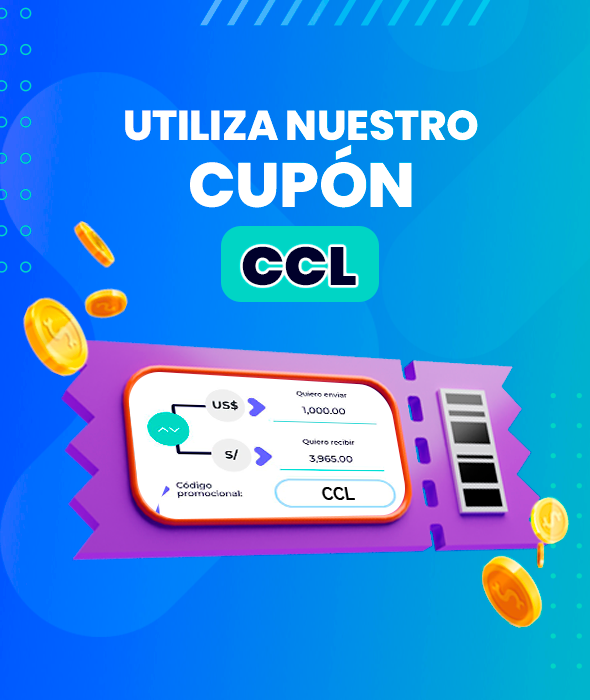 UTILIZA NUESTRO
CUPÓN
CCL
Quiero enviar
US$
1,000.00
Quiero recibir
S/
3,965.00
Código
promocional:
CCL